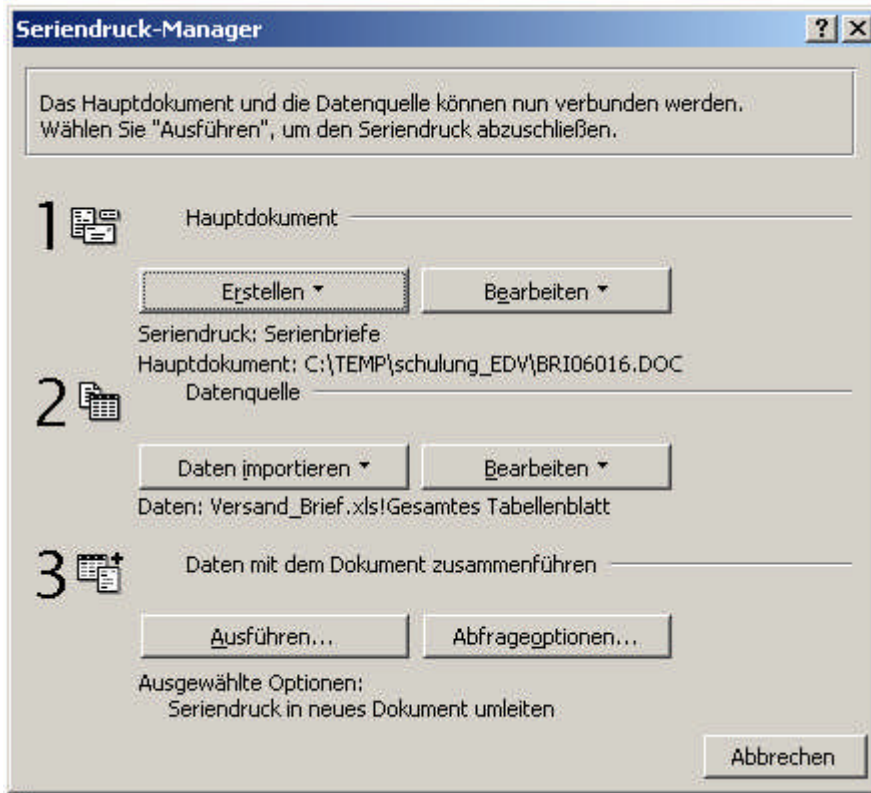 Seriendruck-Manager
Das Hauptdokument und die Datenquelle können nun verbunden werden.
Wählen Sie "Ausführen", um den Seriendruck abzuschließen.
1 Hauptdokument
Erstellen Bearbeiten
Seriendruck: Serienbriefe
Hauptdokument: C:\TEMP\schulung_EDV\BRI06016.DOC
2 Datenquelle
Daten importieren Bearbeiten
Daten: Versand_Brief.xls!Gesamtes Tabellenblatt
3 Daten mit dem Dokument zusammenführen
Ausführen... Abfrageoptionen...
Ausgewählte Optionen:
Seriendruck in neues Dokument umleiten
Abbrechen